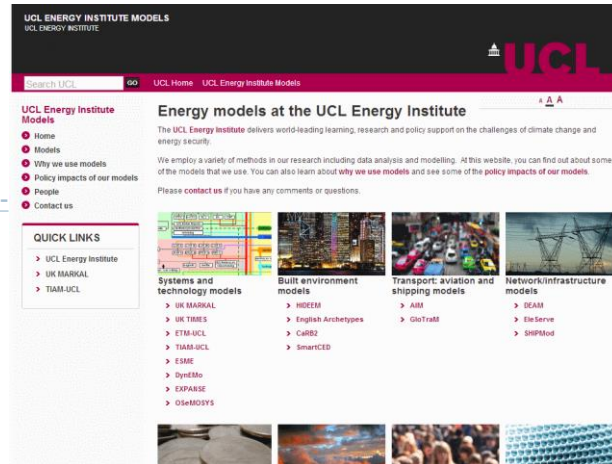 UCL ENERGY INSTITUTE MODELS
UCL ENERGY INSTITUTE
UCL
Search UCL
GO
UCL Home
UCL Energy Institute Models
UCL Energy Institute
Models
Home
Models
Why we use models
Policy impacts of our models
People
Contact us
QUICK LINKS
UCL Energy Institute
UK MARKAL
TIAM-UCL
A A A
Energy models at the UCL Energy Institute
The UCL Energy Institute delivers world-leading learning, research and policy support on the challenges of climate change and
energy security.
We employ a variety of methods in our research including data analysis and modelling. At this website, you can find out about some
of the models that we use. You can also learn about why we use models and see some of the policy impacts of our models.
Please contact us if you have any comments or questions.
Systems and
technology models
UK MARKAL
UK TIMES
ETM-UCL
TIAM-UCL
ESME
DynEMo
EXPANSE
OSeMOSYS
Built environment
models
HIDEEM
English Archetypes
CaRB2
SmartCED
Transport: aviation and
shipping models
AIM
GloTraM
Network/infrastructure
models
DEAM
EleServe
SHIPMod